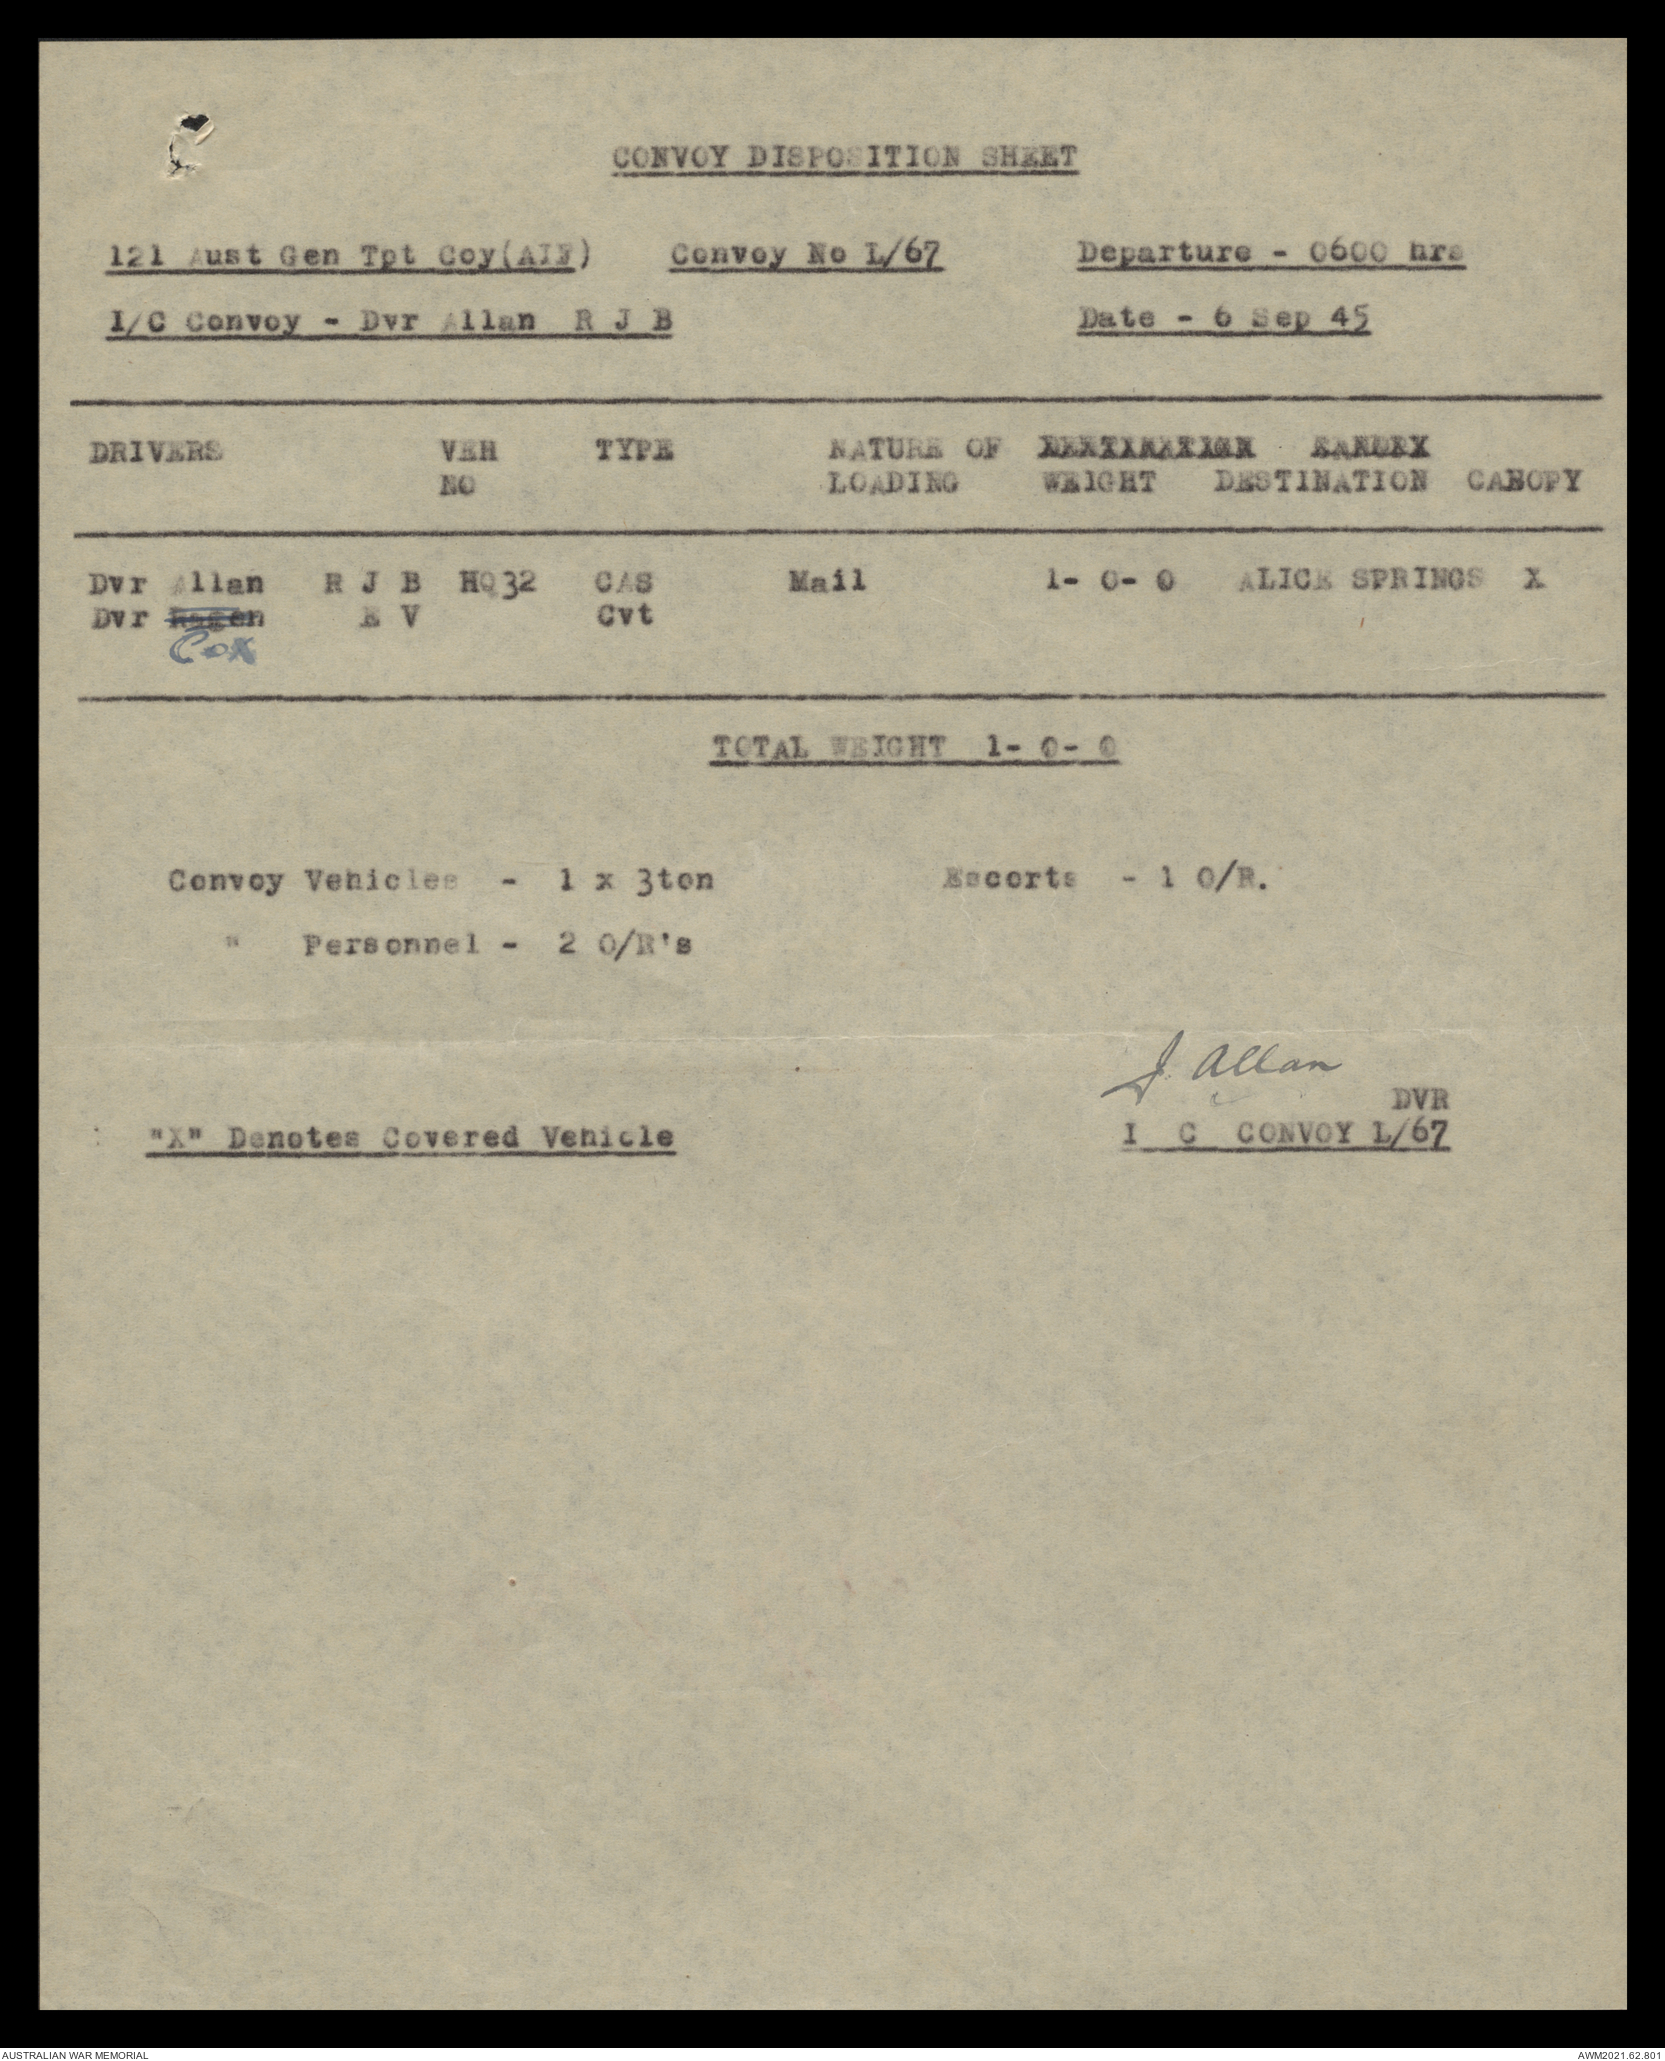 CONVOY DISPOSITION SHEET
121 Aust Gen Tpt Coy(AIF) Convoy No L/67 Departure - 0600 hrs
I/C Convoy - Dvr Allan R J B Date - 6 Sep 45
DRIVERS VEH TYPE NATURE OF
NO LOADING WEIGHT DESTINATION CANOPY
Dvr Allan R J B HQ32 CAS Mail 1- 0- 0 ALICE SPRINGS X
Dvr E V Cvt
Cox
TOTAL WEIGHT 1- 0- 0
Convoy Vehicles - 1 x 3ton Escorts - 1 O/R.
" Personnel - 2 O/R's
J Allan
DVR
"X" Denotes Covered Vehicle I C CONVOY L/67
AUSTRALIAN WAR MEMORIAL AWM2021.62.801